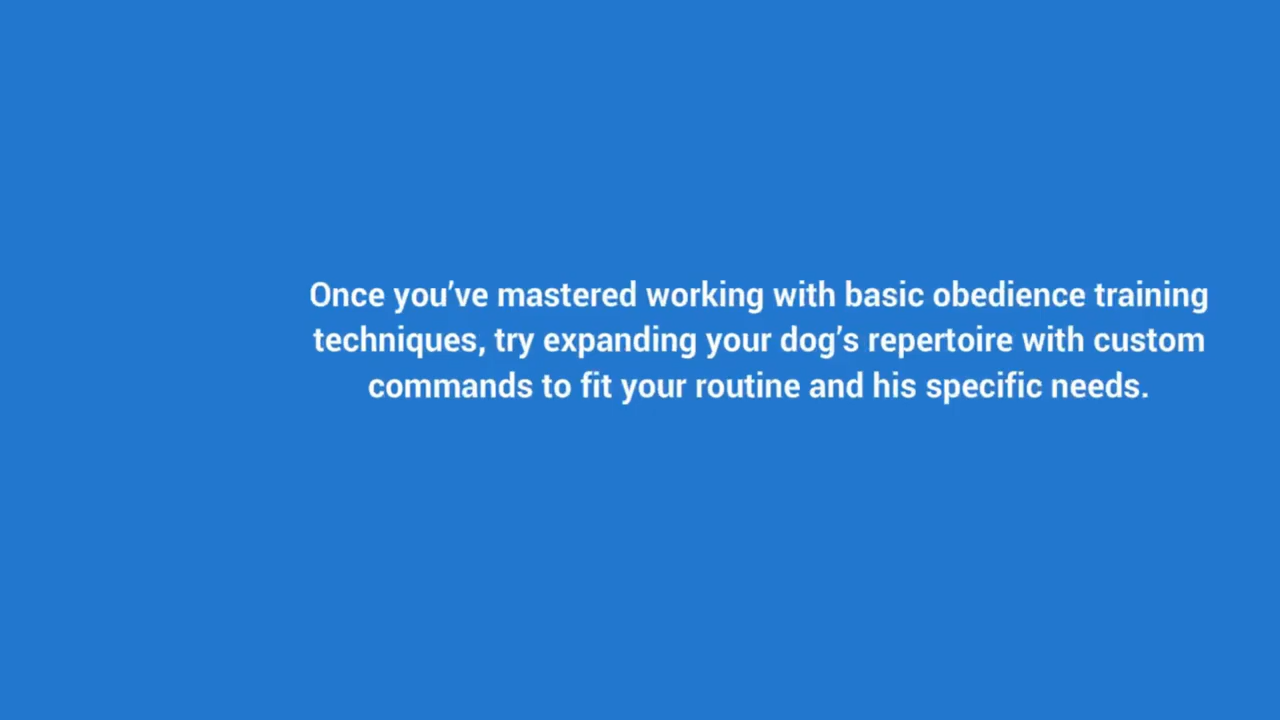 Once you’ve mastered working with basic obedience training
techniques, try expanding your dog’s repertoire with custom
commands to fit your routine and his specific needs.